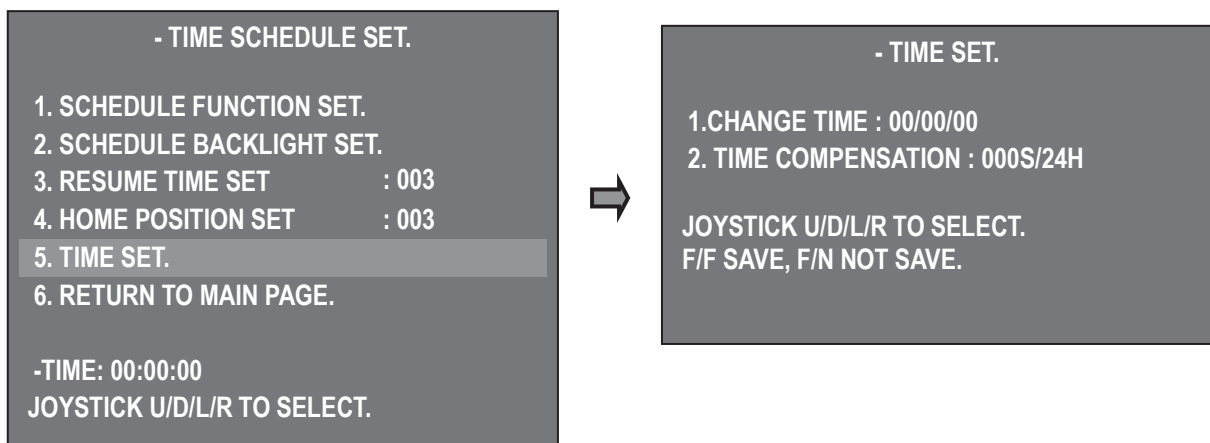 - TIME SCHEDULE SET.
1. SCHEDULE FUNCTION SET.
2. SCHEDULE BACKLIGHT SET.
3. RESUME TIME SET : 003
4. HOME POSITION SET : 003
5. TIME SET.
6. RETURN TO MAIN PAGE.
-TIME: 00:00:00
JOYSTICK U/D/L/R TO SELECT.
- TIME SET.
1.CHANGE TIME : 00/00/00
2. TIME COMPENSATION : 000S/24H
JOYSTICK U/D/L/R TO SELECT.
F/F SAVE, F/N NOT SAVE.